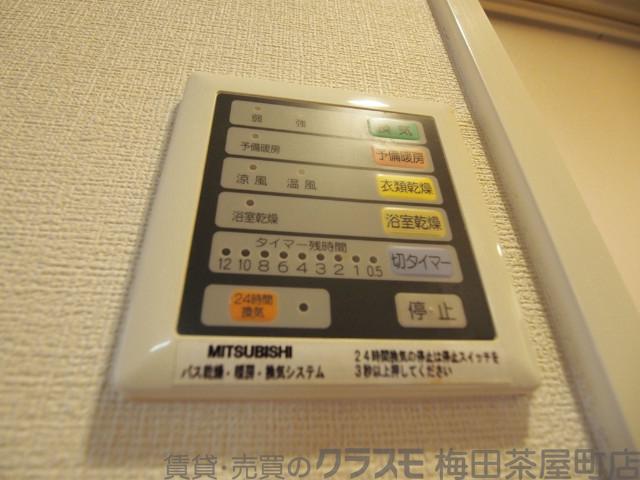 弱 強 換気
予備暖房 予備暖房
涼風 温風 衣類乾燥
浴室乾燥 浴室乾燥
タイマー残時間
12 10 8 6 4 3 2 1 0.5 切タイマー
24時間
換気
停・止
MITSUBISHI
バス乾燥・暖房・換気システム
24時間換気の停止は停止スイッチを
3秒以上押してください
賃貸・売買のクラスモ 梅田茶屋町店